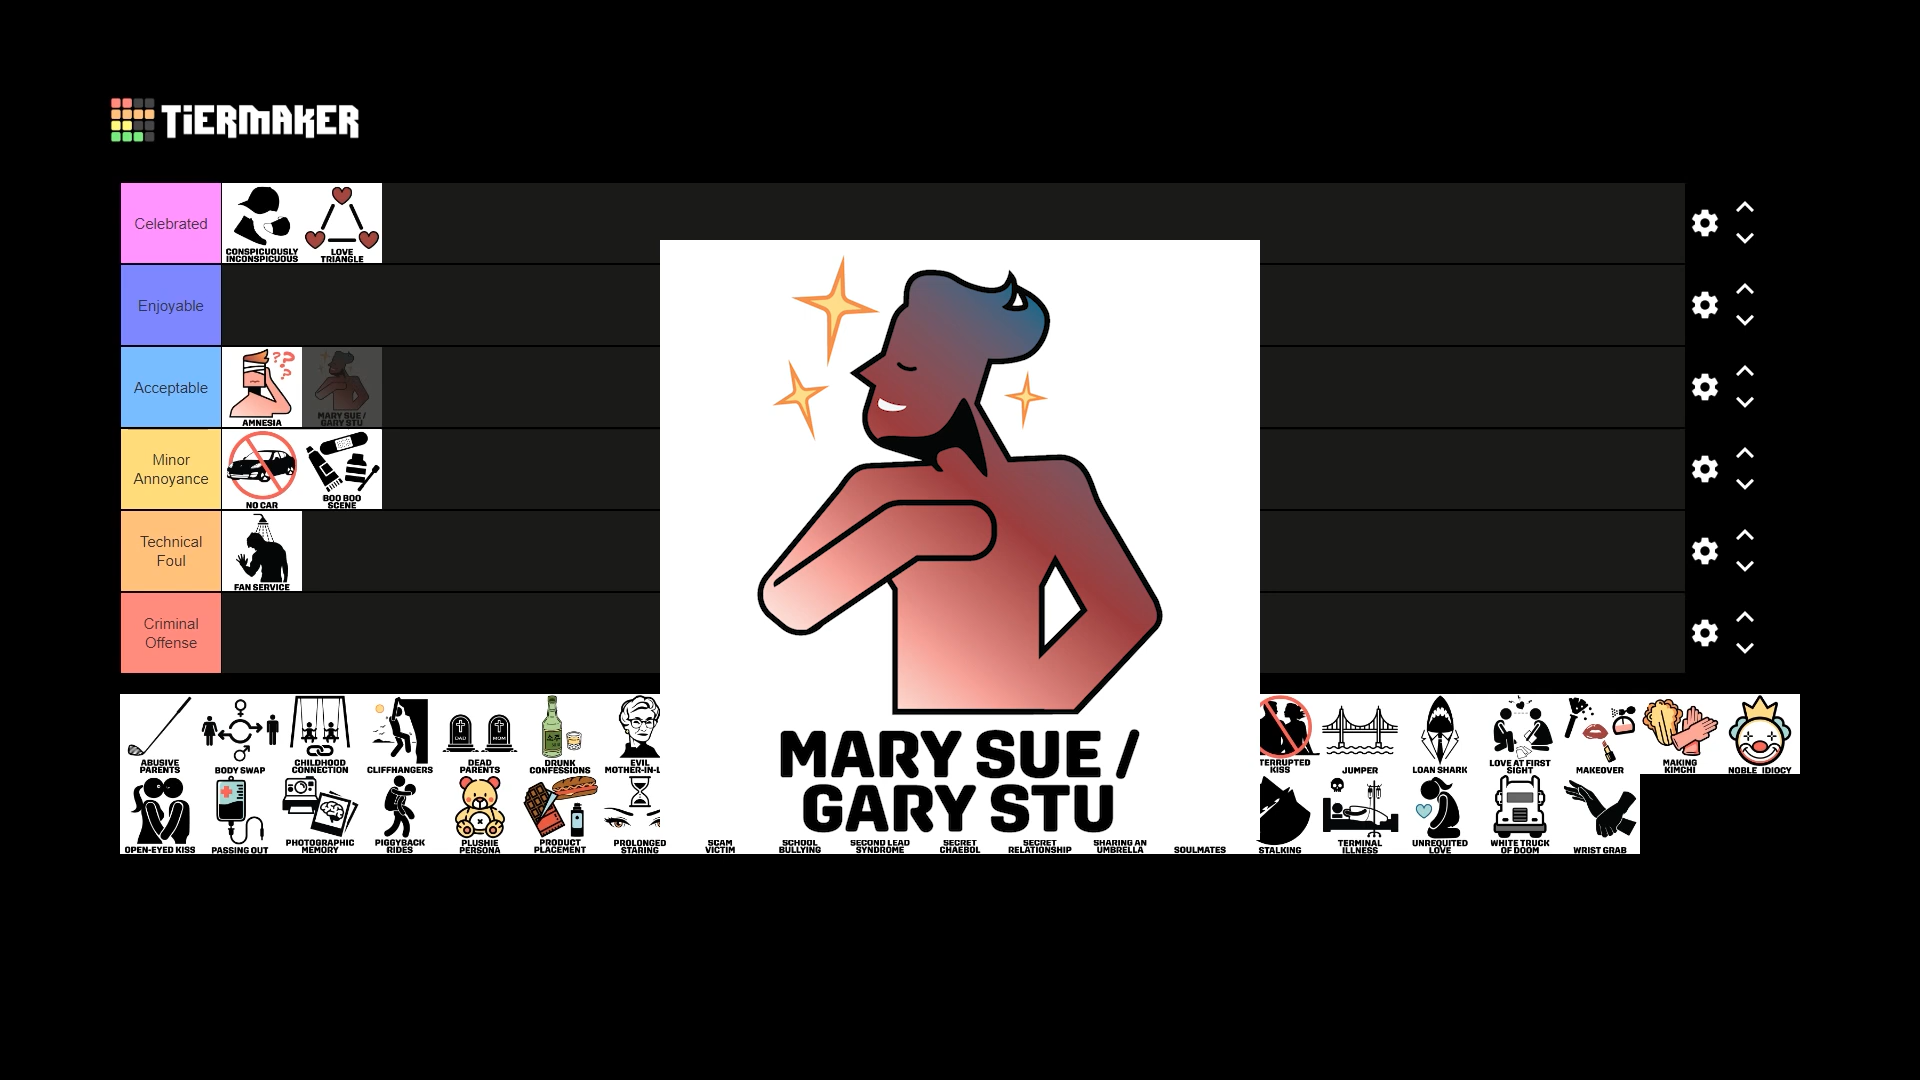 TiERMAKER
Celebrated
CONSPICUOUSLY
INCONSPICUOUS
LOVE
TRIANGLE
Enjoyable
Acceptable
??
?
AMNESIA
MARY SUE /
GARY STU
Minor
Annoyance
NO CAR
BOO BOO
SCENE
Technical
Foul
FAN SERVICE
Criminal
Offense
MARY SUE /
GARY STU
ABUSIVE
PARENTS
BODY SWAP
CHILDHOOD
CONNECTION
CLIFFHANGERS
DAD
MOM
DEAD
PARENTS
소주
DRUNK
CONFESSIONS
EVIL
MOTHER-IN-L
TERRUPTED
KISS
JUMPER
LOAN SHARK
LOVE AT FIRST
SIGHT
MAKEOVER
MAKING
KIMCHI
NOBLE IDIOCY
OPEN-EYED KISS
PASSING OUT
PHOTOGRAPHIC
MEMORY
PIGGYBACK
RIDES
PLUSHIE
PERSONA
PRODUCT
PLACEMENT
PROLONGED
STARING
SCAM
VICTIM
SCHOOL
BULLYING
SECOND LEAD
SYNDROME
SECRET
CHAEBOL
SECRET
RELATIONSHIP
SHARING AN
UMBRELLA
SOULMATES
STALKING
TERMINAL
ILLNESS
UNREQUITED
LOVE
WHITE TRUCK
OF DOOM
WRIST GRAB